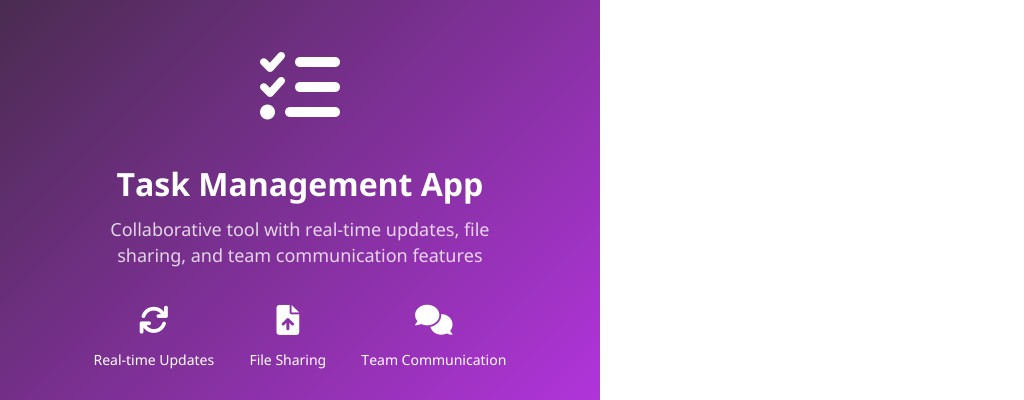 Task Management App
Collaborative tool with real-time updates, file
sharing, and team communication features
Real-time Updates
File Sharing
Team Communication